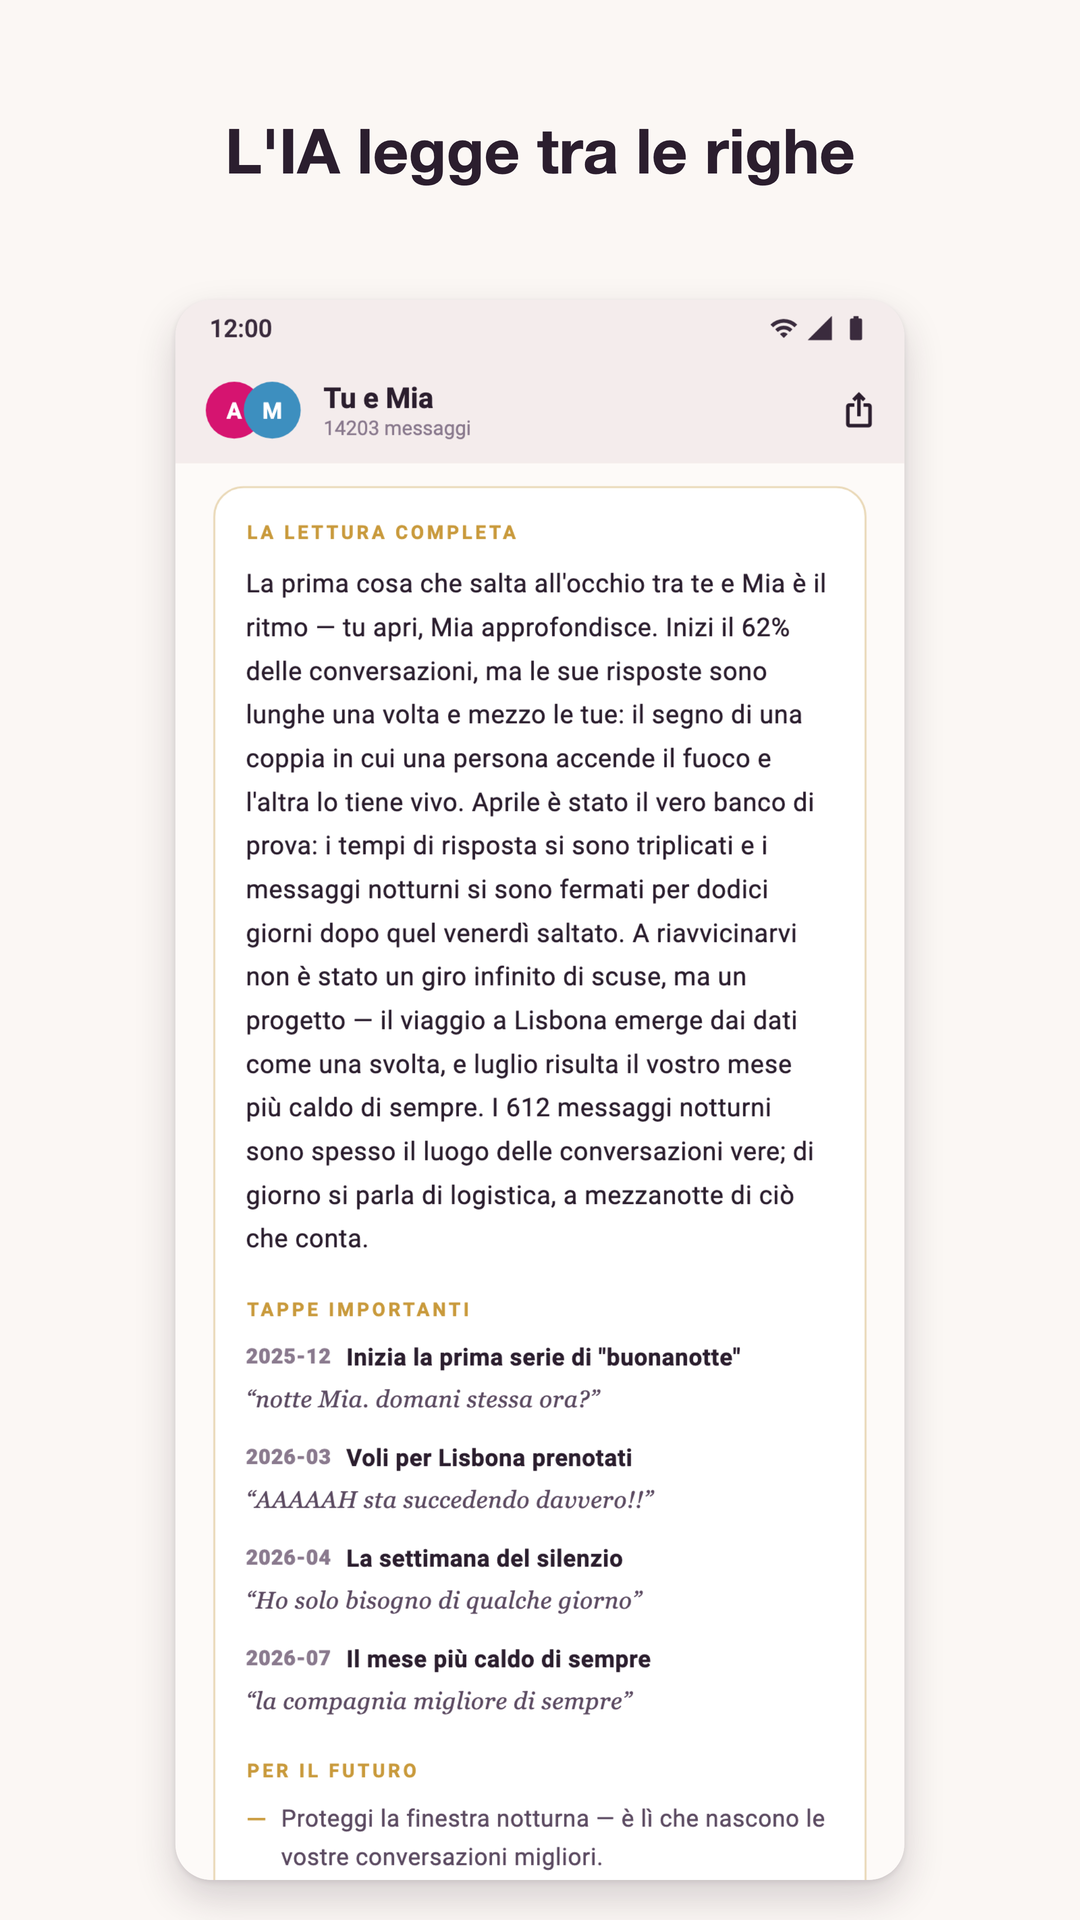 L'IA legge tra le righe
12:00
A M
Tu e Mia
14203 messaggi
LA LETTURA COMPLETA
La prima cosa che salta all'occhio tra te e Mia è il
ritmo — tu apri, Mia approfondisce. Inizi il 62%
delle conversazioni, ma le sue risposte sono
lunghe una volta e mezzo le tue: il segno di una
coppia in cui una persona accende il fuoco e
l'altra lo tiene vivo. Aprile è stato il vero banco di
prova: i tempi di risposta si sono triplicati e i
messaggi notturni si sono fermati per dodici
giorni dopo quel venerdì saltato. A riavvicinarvi
non è stato un giro infinito di scuse, ma un
progetto — il viaggio a Lisbona emerge dai dati
come una svolta, e luglio risulta il vostro mese
più caldo di sempre. I 612 messaggi notturni
sono spesso il luogo delle conversazioni vere; di
giorno si parla di logistica, a mezzanotte di ciò
che conta.
TAPPE IMPORTANTI
2025-12 Inizia la prima serie di "buonanotte"
“notte Mia. domani stessa ora?”
2026-03 Voli per Lisbona prenotati
“AAAAAH sta succedendo davvero!!”
2026-04 La settimana del silenzio
“Ho solo bisogno di qualche giorno”
2026-07 Il mese più caldo di sempre
“la compagnia migliore di sempre”
PER IL FUTURO
— Proteggi la finestra notturna — è lì che nascono le
vostre conversazioni migliori.